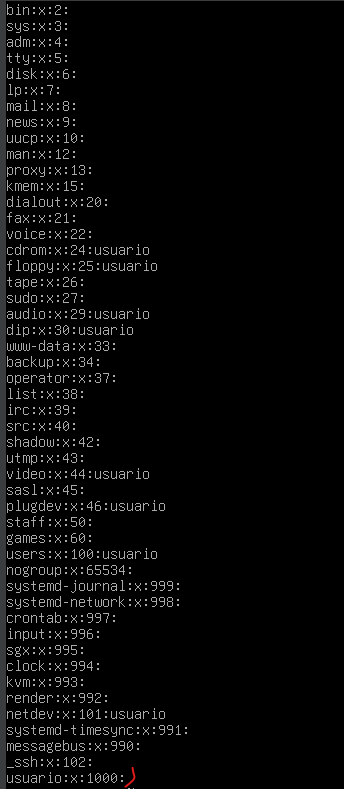 bin:x:2:
sys:x:3:
adm:x:4:
tty:x:5:
disk:x:6:
lp:x:7:
mail:x:8:
news:x:9:
uucp:x:10:
man:x:12:
proxy:x:13:
kmem:x:15:
dialout:x:20:
fax:x:21:
voice:x:22:
cdrom:x:24:usuario
floppy:x:25:usuario
tape:x:26:
sudo:x:27:
audio:x:29:usuario
dip:x:30:usuario
www-data:x:33:
backup:x:34:
operator:x:37:
list:x:38:
irc:x:39:
src:x:40:
shadow:x:42:
utmp:x:43:
video:x:44:usuario
sasl:x:45:
plugdev:x:46:usuario
staff:x:50:
games:x:60:
users:x:100:usuario
nogroup:x:65534:
systemd-journal:x:999:
systemd-network:x:998:
crontab:x:997:
input:x:996:
sgx:x:995:
clock:x:994:
kvm:x:993:
render:x:992:
netdev:x:101:usuario
systemd-timesync:x:991:
messagebus:x:990:
_ssh:x:102:
usuario:x:1000: